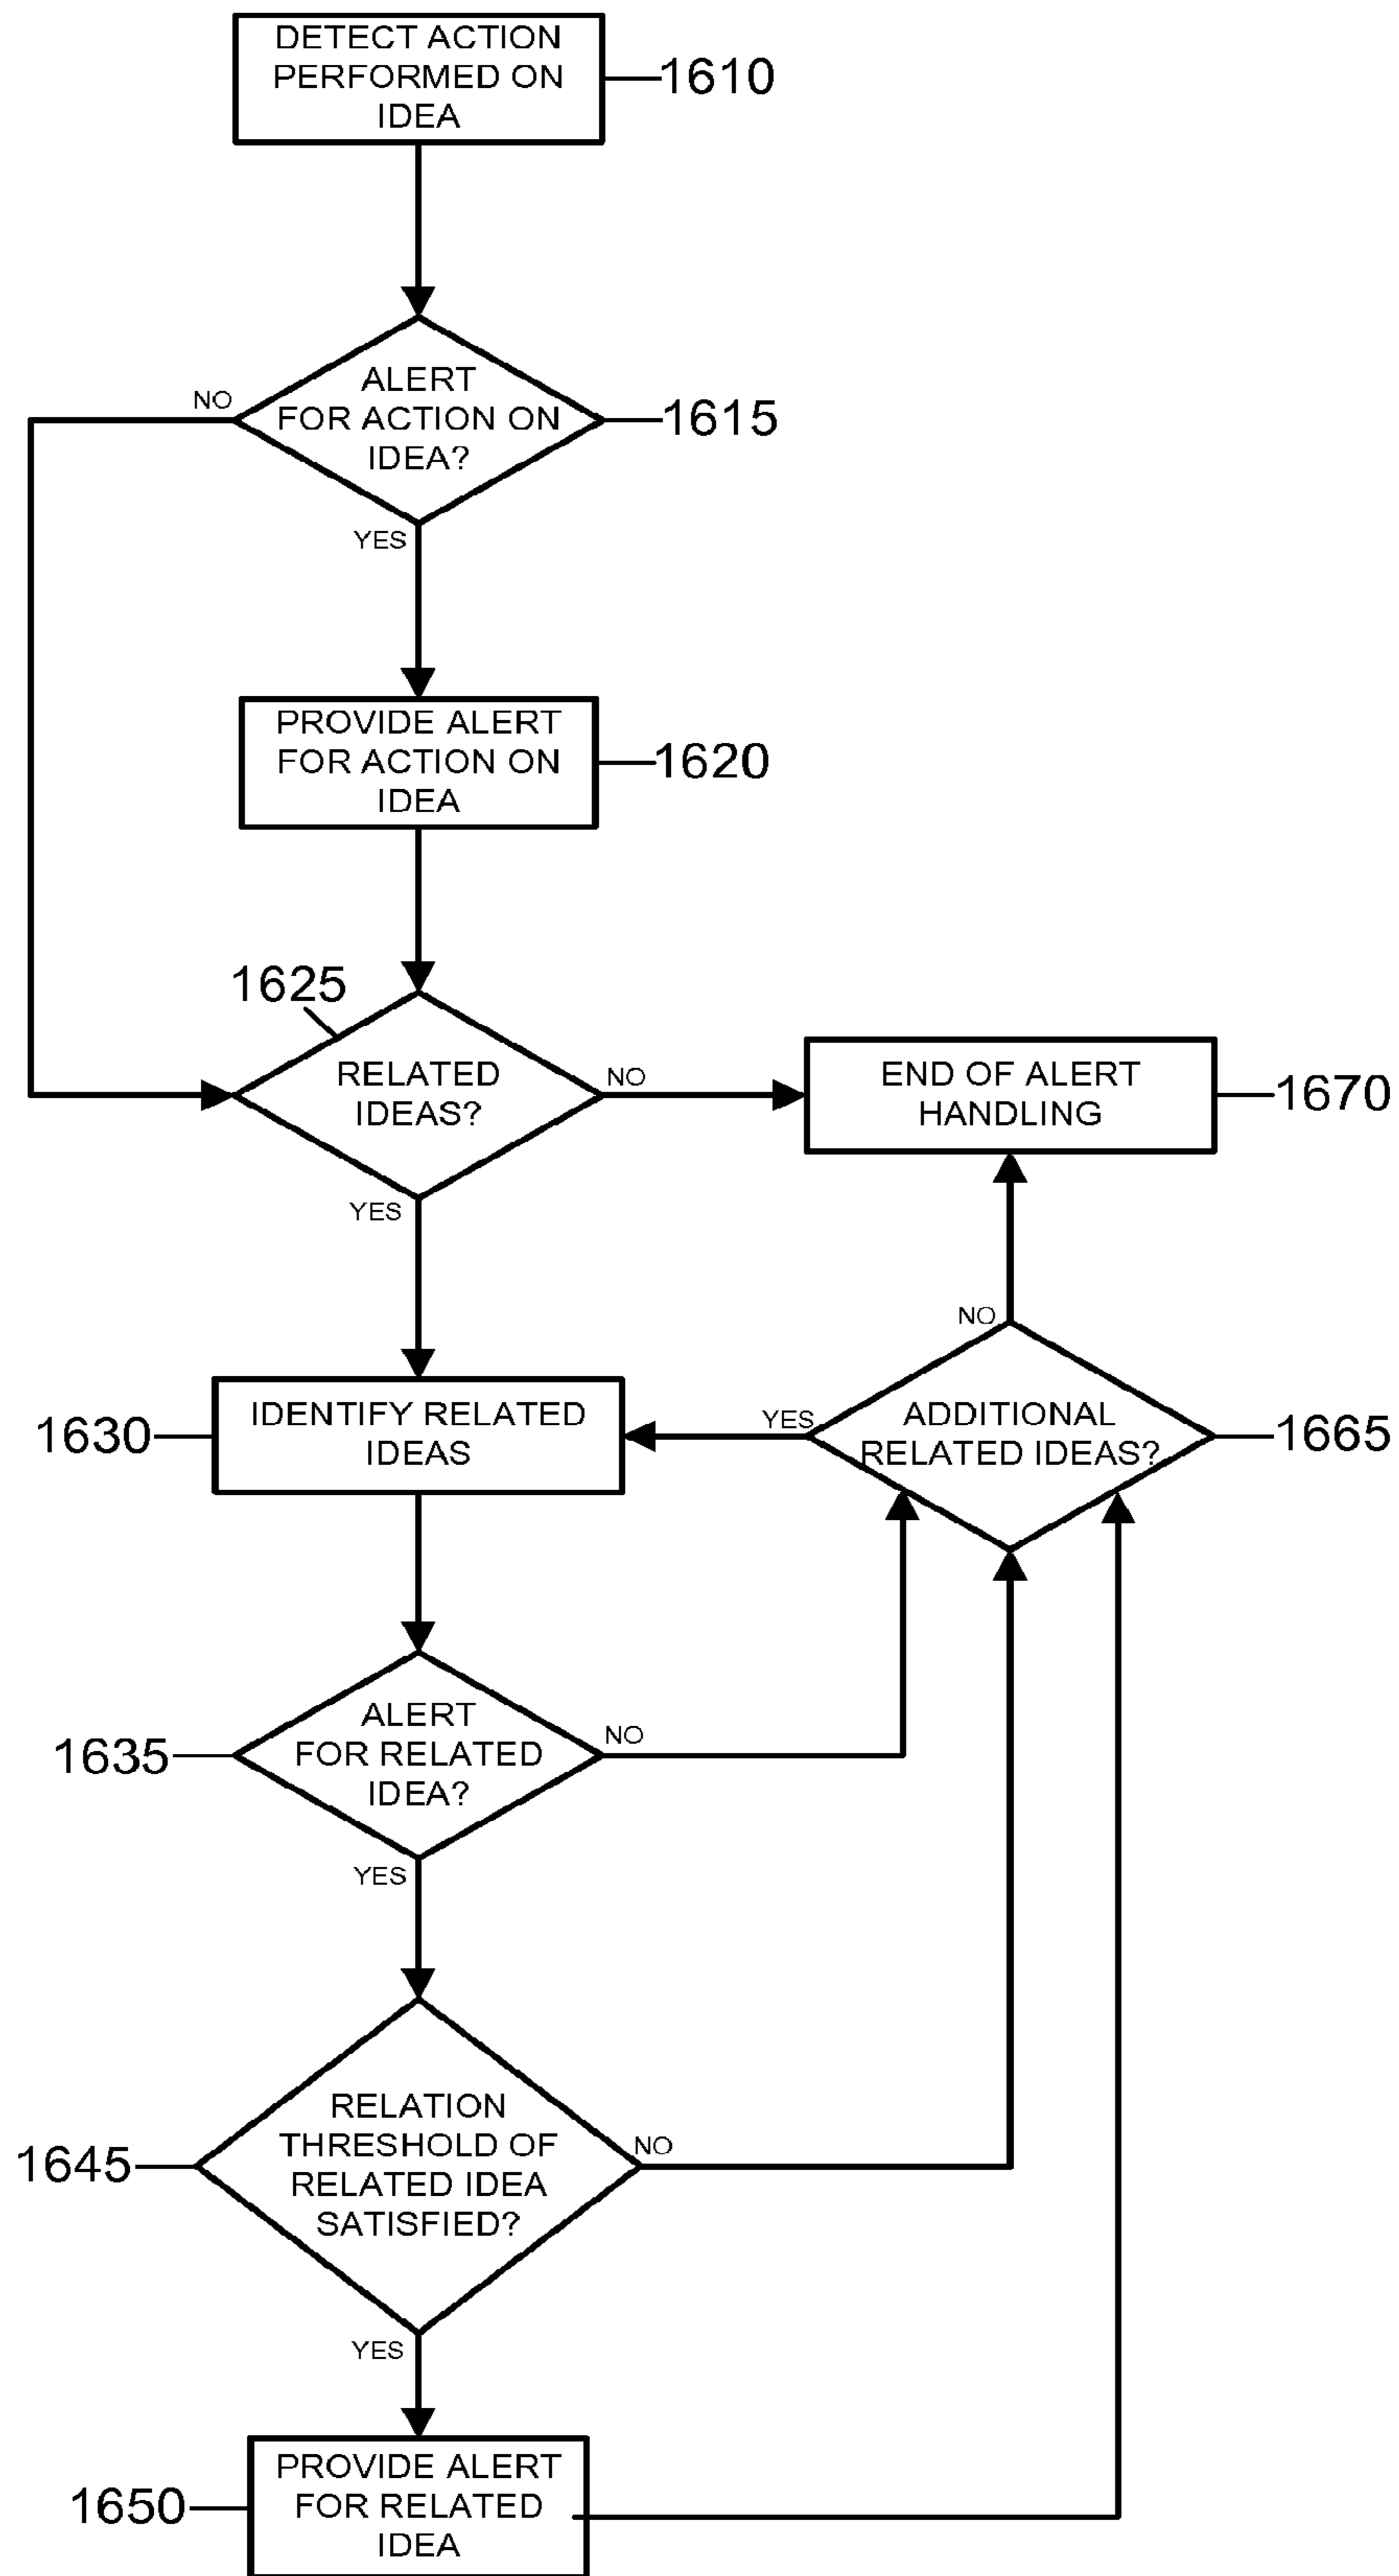 DETECT ACTION
PERFORMED ON
IDEA
1610
ALERT
FOR ACTION ON
IDEA?
1615
NO
YES
PROVIDE ALERT
FOR ACTION ON
IDEA
1620
1625
RELATED
IDEAS?
NO
YES
END OF ALERT
HANDLING
1670
IDENTIFY RELATED
IDEAS
1630
NO
YES
ADDITIONAL
RELATED IDEAS?
1665
ALERT
FOR RELATED
IDEA?
1635
NO
YES
RELATION
THRESHOLD OF
RELATED IDEA
SATISFIED?
1645
NO
YES
PROVIDE ALERT
FOR RELATED
IDEA
1650